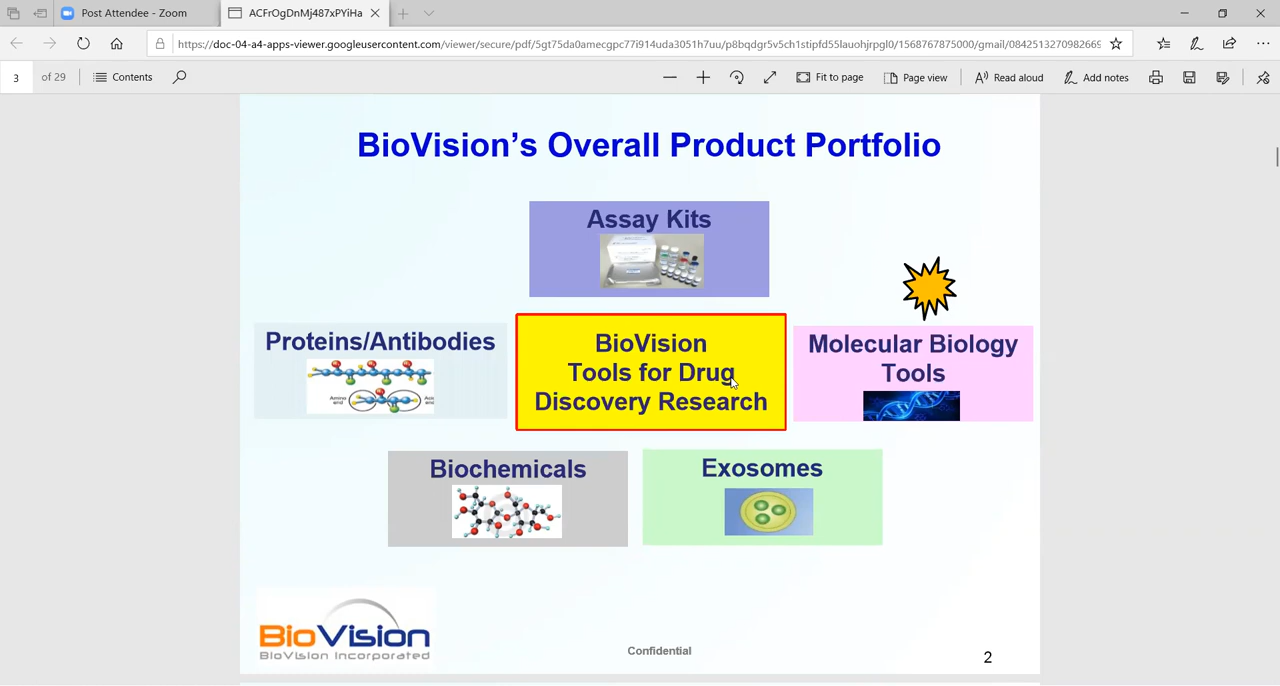 Post Attendee - Zoom
ACFrOgDnMj487xPYiHa
https://doc-04-a4-apps-viewer.googleusercontent.com/viewer/secure/pdf/5gt75da0amecgpc77i914uda3051h7uu/p8bqdgr5v5ch1stipfd55lauohjrpgl0/1568767875000/gmail/0842513270982669
3 of 29 Contents Fit to page Page view Read aloud Add notes
BioVision's Overall Product Portfolio
Assay Kits
Proteins/Antibodies
BioVision
Tools for Drug
Discovery Research
Molecular Biology
Tools
Biochemicals
Exosomes
BioVision
BioVision Incorporated
Confidential
2